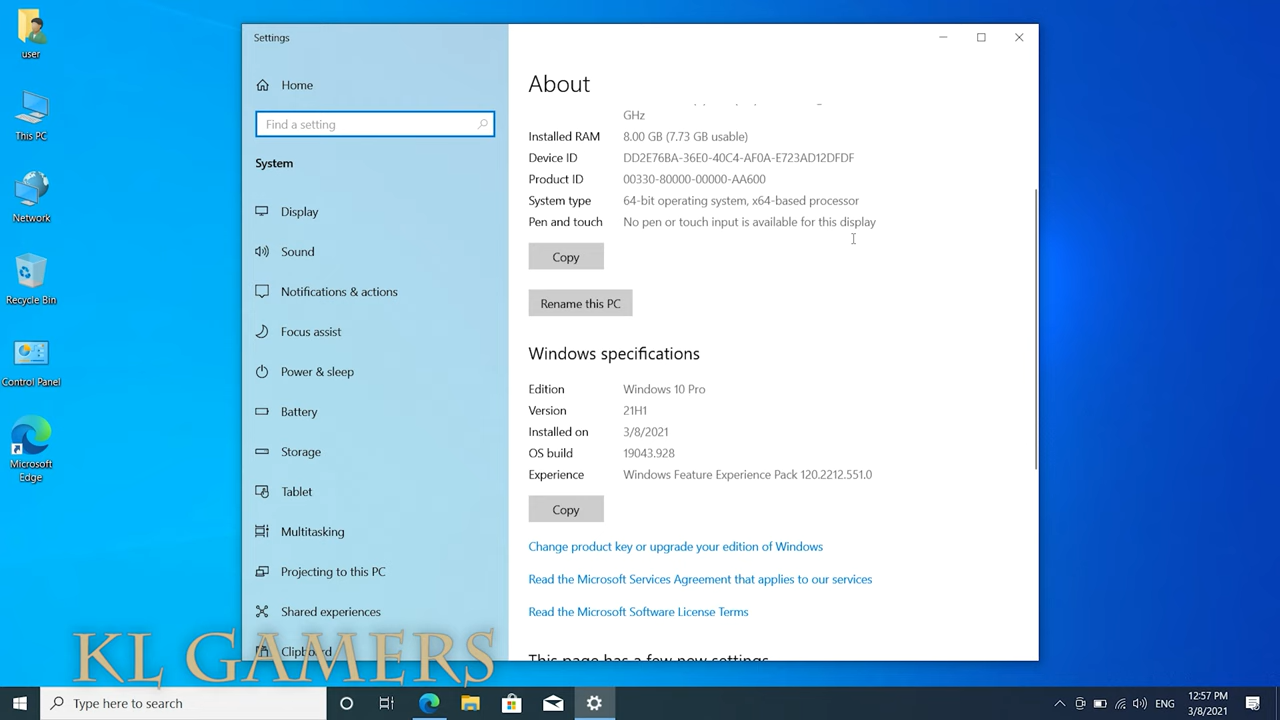 user
This PC
Network
Recycle Bin
Control Panel
Microsoft
Edge
Settings
Home
Find a setting
System
Display
Sound
Notifications & actions
Focus assist
Power & sleep
Battery
Storage
Tablet
Multitasking
Projecting to this PC
Shared experiences
Clipboard
About
GHz
Installed RAM 8.00 GB (7.73 GB usable)
Device ID DD2E76BA-36E0-40C4-AF0A-E723AD12DFDF
Product ID 00330-80000-00000-AA600
System type 64-bit operating system, x64-based processor
Pen and touch No pen or touch input is available for this display
Copy
Rename this PC
Windows specifications
Edition Windows 10 Pro
Version 21H1
Installed on 3/8/2021
OS build 19043.928
Experience Windows Feature Experience Pack 120.2212.551.0
Copy
Change product key or upgrade your edition of Windows
Read the Microsoft Services Agreement that applies to our services
Read the Microsoft Software License Terms
This page has a few new settings
KL GAMERS
Type here to search
ENG
12:57 PM
3/8/2021